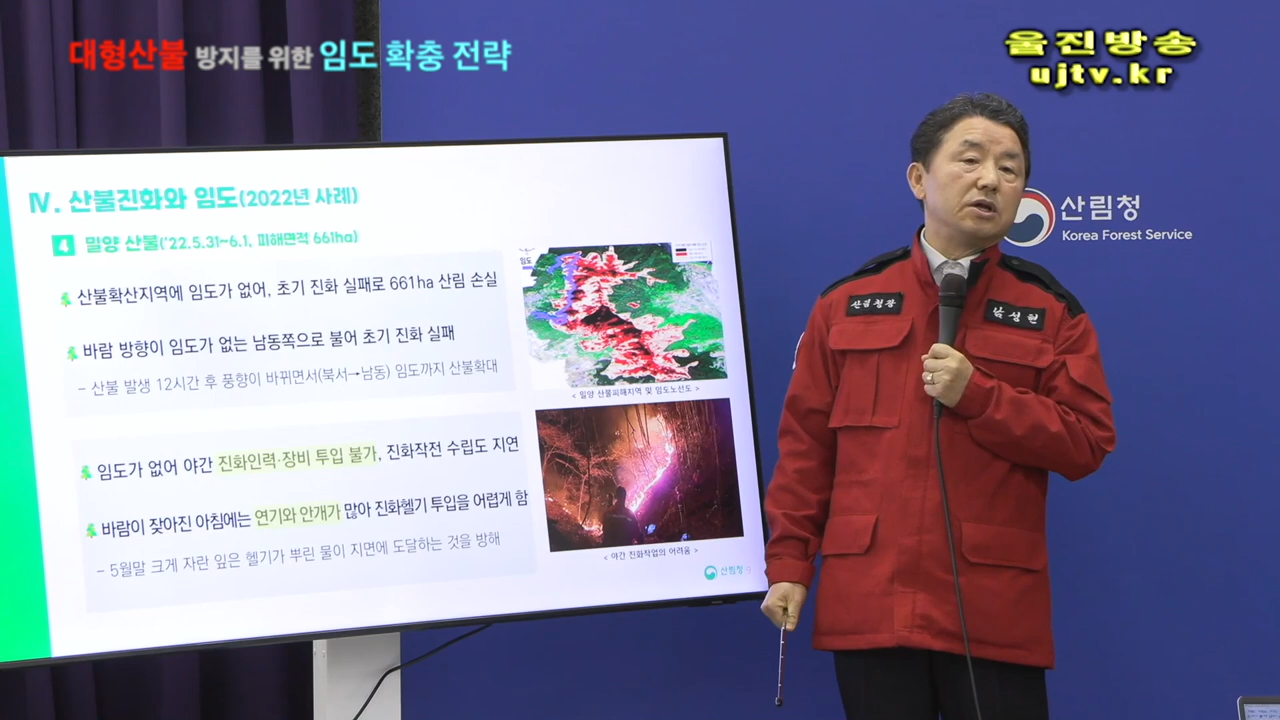 대형산불 방지를 위한 임도 확충 전략
울진방송
ujtv.kr
Ⅳ. 산불진화와 임도(2022년 사례)
4 밀양 산불('22.5.31~6.1, 피해면적 661ha)
산불확산지역에 임도가 없어, 초기 진화 실패로 661ha 산림 손실
바람 방향이 임도가 없는 남동쪽으로 불어 초기 진화 실패
- 산불 발생 12시간 후 풍향이 바뀌면서(북서→남동) 임도까지 산불확대
임도
< 밀양 산불피해지역 및 임도노선도 >
임도가 없어 야간 진화인력·장비 투입 불가, 진화작전 수립도 지연
바람이 잦아진 아침에는 연기와 안개가 많아 진화헬기 투입을 어렵게 함
- 5월말 크게 자란 잎은 헬기가 뿌린 물이 지면에 도달하는 것을 방해
< 야간 진화작업의 어려움 >
산림청 9
산림청
Korea Forest Service
산림청장
남성현